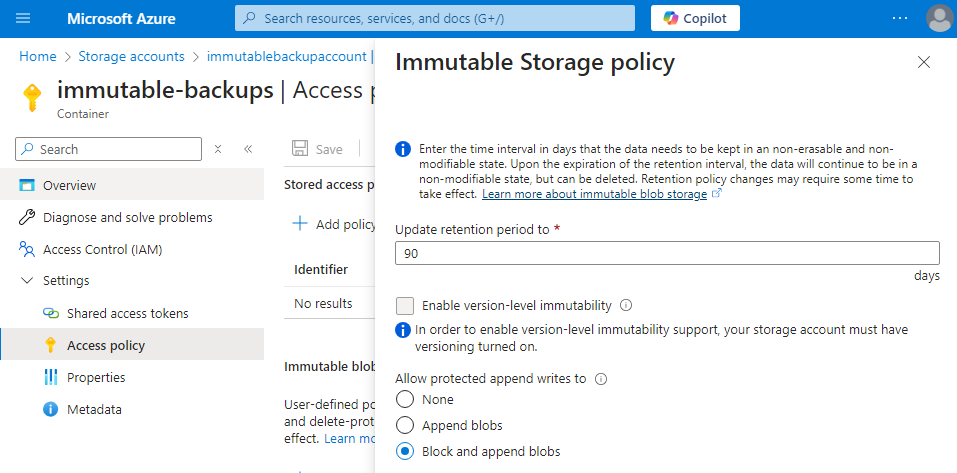 Microsoft Azure
Search resources, services, and docs (G+/)
Copilot
...
Home > Storage accounts > immutablebackupaccount |
immutable-backups | Access p
Container
Search
Save
Overview
Diagnose and solve problems
Access Control (IAM)
Settings
Shared access tokens
Access policy
Properties
Metadata
Stored access p
Add policy
Identifier
No results
Immutable blob
User-defined po
and delete-prot
effect. Learn mo
Immutable Storage policy
Enter the time interval in days that the data needs to be kept in an non-erasable and non-
modifiable state. Upon the expiration of the retention interval, the data will continue to be in a
non-modifiable state, but can be deleted. Retention policy changes may require some time to
take effect. Learn more about immutable blob storage
Update retention period to *
90
days
Enable version-level immutability
In order to enable version-level immutability support, your storage account must have
versioning turned on.
Allow protected append writes to
None
Append blobs
Block and append blobs